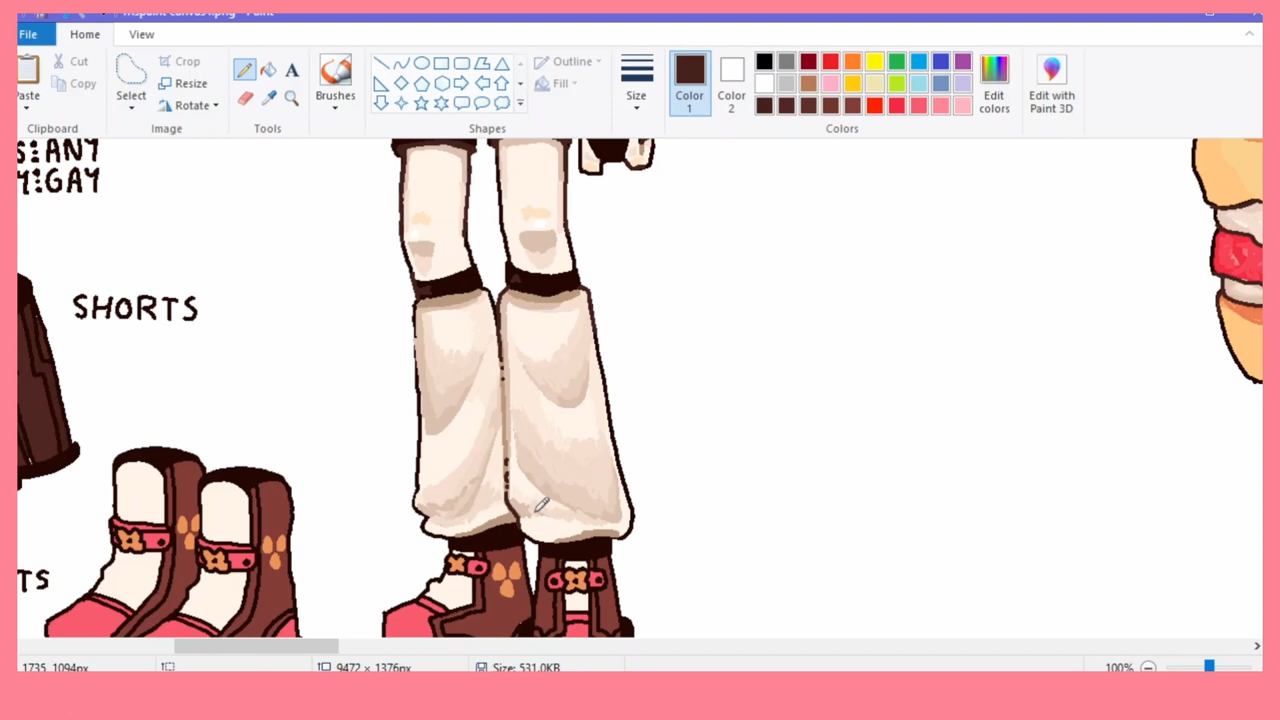 File Home View
Paste
Cut
Copy
Clipboard
Select
Crop
Resize
Rotate
Image
A
Tools
Brushes
Outline
Fill
Shapes
Size
Color
1
Color
2
Edit
colors
Colors
Edit with
Paint 3D
ANY
GAY
SHORTS
TS
1735, 1094px
9472 × 1376px
Size: 531.0KB
100%